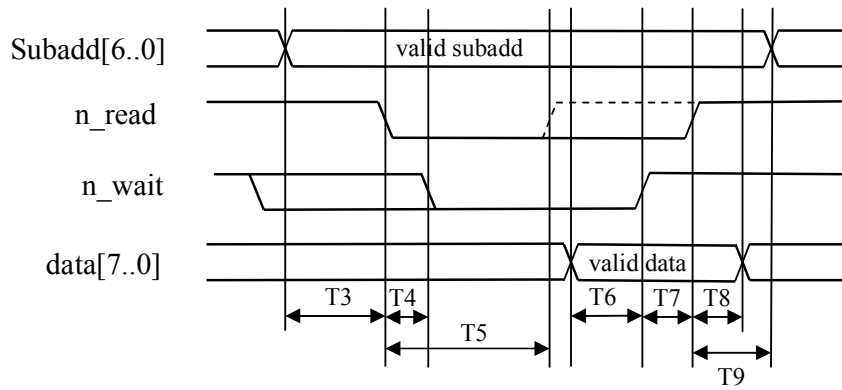 Subadd[6..0]
valid subadd
n_read
n_wait
data[7..0]
valid data
T3
T4
T6
T7
T8
T5
T9